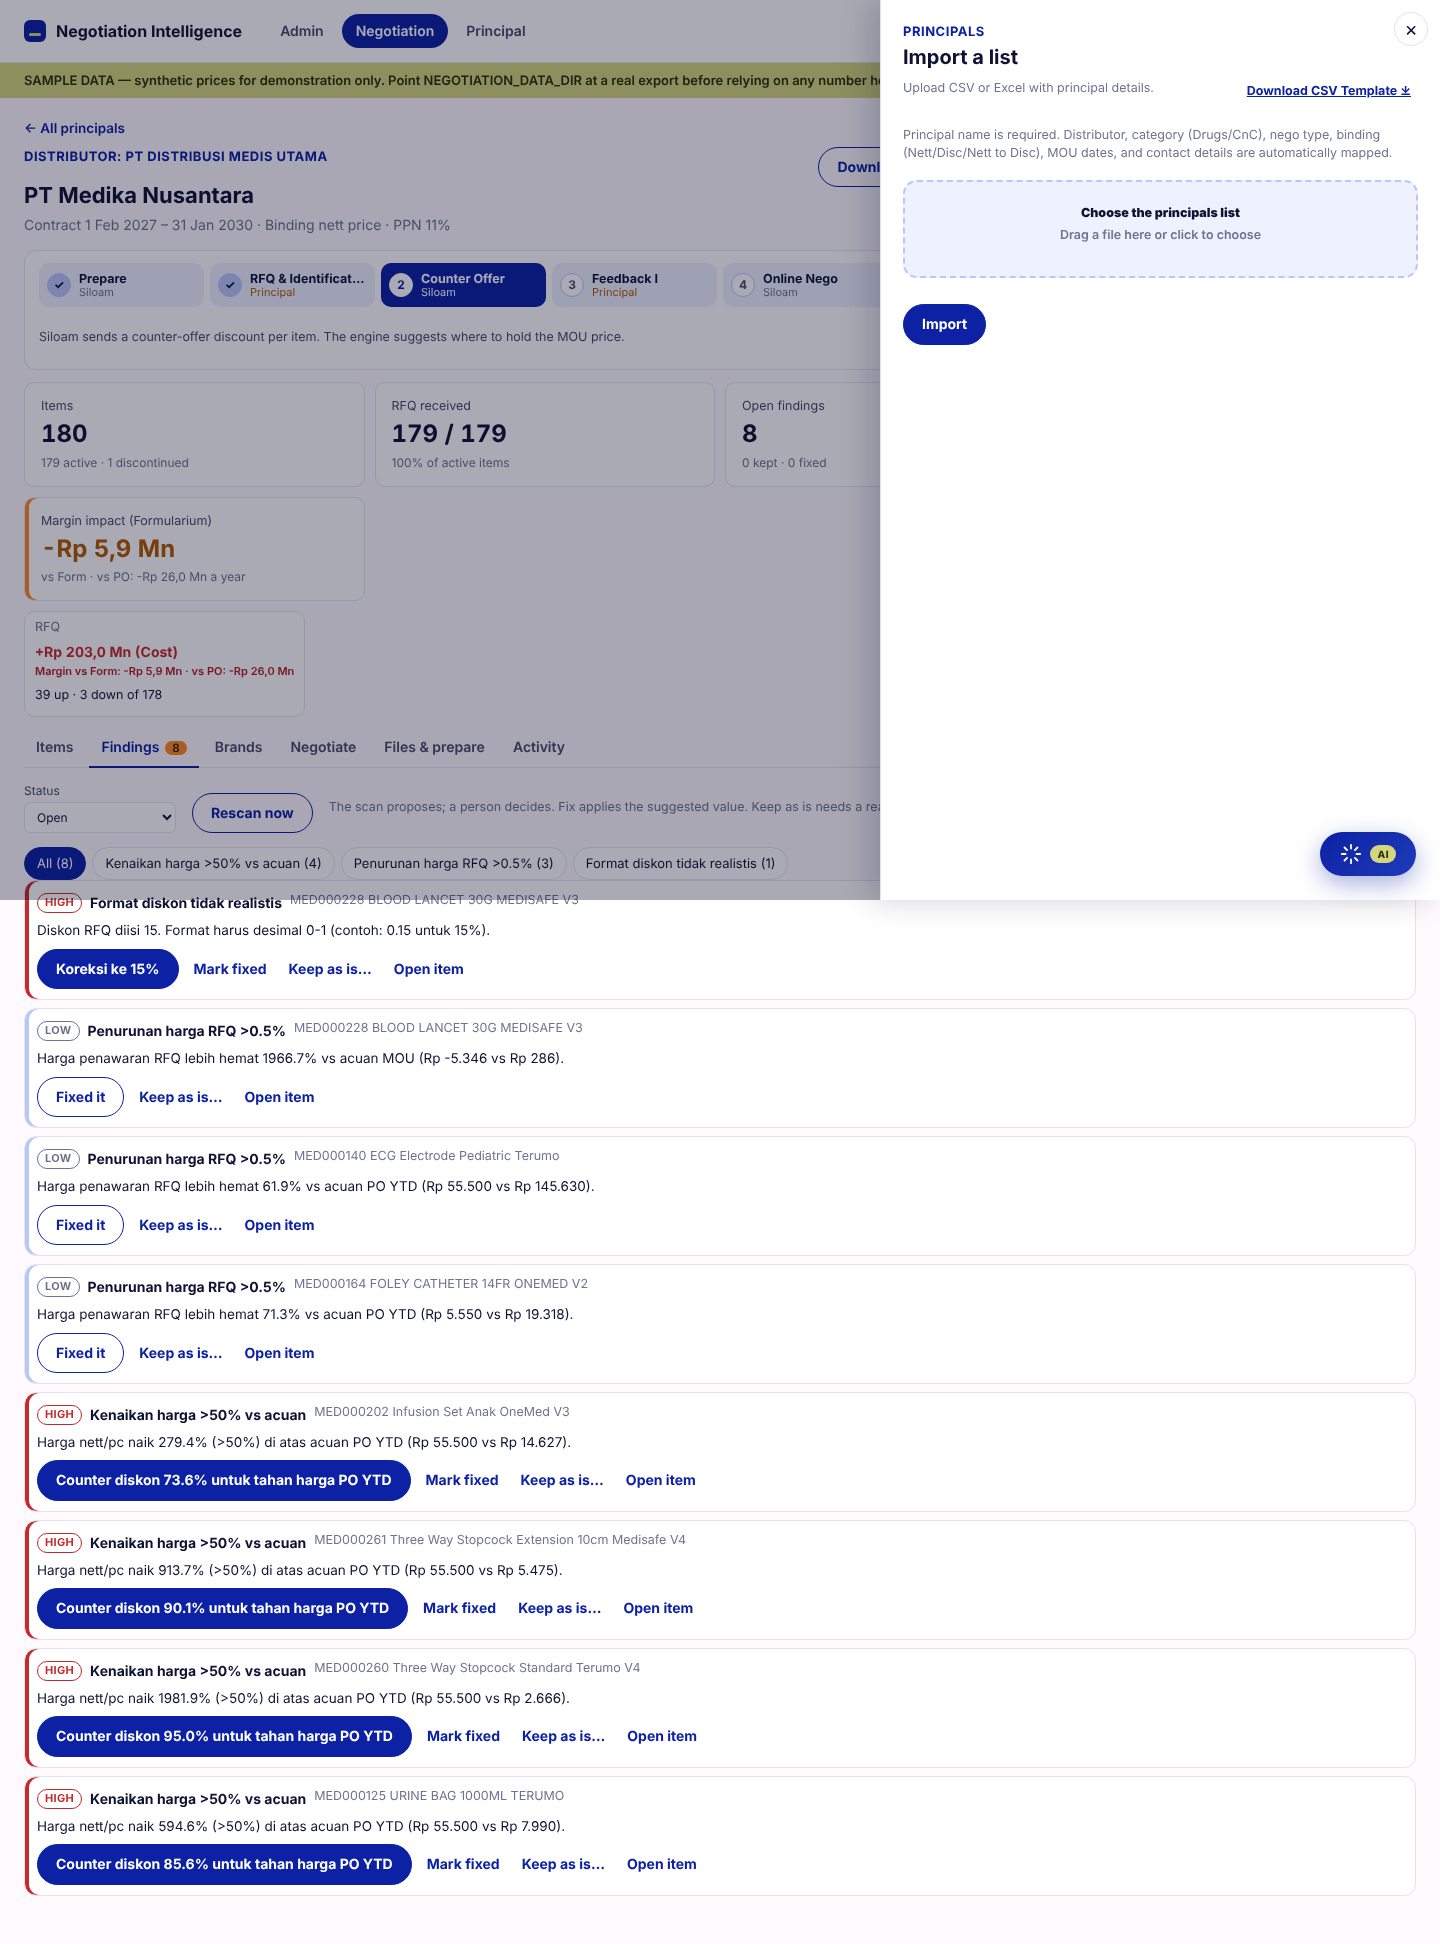 Negotiation Intelligence
Admin
Negotiation
Principal
SAMPLE DATA — synthetic prices for demonstration only. Point NEGOTIATION_DATA_DIR at a real export before relying on any number
← All principals
DISTRIBUTOR: PT DISTRIBUSI MEDIS UTAMA
PT Medika Nusantara
Contract 1 Feb 2027 – 31 Jan 2030 · Binding nett price · PPN 11%
✓ Prepare
Siloam
✓ RFQ & Identificat...
Principal
2 Counter Offer
Siloam
3 Feedback I
Principal
4 Online Nego
Siloam
Siloam sends a counter-offer discount per item. The engine suggests where to hold the MOU price.
Items
180
179 active · 1 discontinued
RFQ received
179 / 179
100% of active items
Open findings
8
0 kept · 0 fixed
Margin impact (Formularium)
-Rp 5,9 Mn
vs Form · vs PO: -Rp 26,0 Mn a year
RFQ
+Rp 203,0 Mn (Cost)
Margin vs Form: -Rp 5,9 Mn · vs PO: -Rp 26,0 Mn
39 up · 3 down of 178
Items
Findings 8
Brands
Negotiate
Files & prepare
Activity
Status
Open
Rescan now
The scan proposes; a person decides. Fix applies the suggested value. Keep as is needs a
All (8)
Kenaikan harga >50% vs acuan (4)
Penurunan harga RFQ >0.5% (3)
Format diskon tidak realistis (1)
HIGH Format diskon tidak realistis MED000228 BLOOD LANCET 30G MEDISAFE V3
Diskon RFQ diisi 15. Format harus desimal 0-1 (contoh: 0.15 untuk 15%).
Koreksi ke 15% Mark fixed Keep as is... Open item
LOW Penurunan harga RFQ >0.5% MED000228 BLOOD LANCET 30G MEDISAFE V3
Harga penawaran RFQ lebih hemat 1966.7% vs acuan MOU (Rp -5.346 vs Rp 286).
Fixed it Keep as is... Open item
LOW Penurunan harga RFQ >0.5% MED000140 ECG Electrode Pediatric Terumo
Harga penawaran RFQ lebih hemat 61.9% vs acuan PO YTD (Rp 55.500 vs Rp 145.630).
Fixed it Keep as is... Open item
LOW Penurunan harga RFQ >0.5% MED000164 FOLEY CATHETER 14FR ONEMED V2
Harga penawaran RFQ lebih hemat 71.3% vs acuan PO YTD (Rp 5.550 vs Rp 19.318).
Fixed it Keep as is... Open item
HIGH Kenaikan harga >50% vs acuan MED000202 Infusion Set Anak OneMed V3
Harga nett/pc naik 279.4% (>50%) di atas acuan PO YTD (Rp 55.500 vs Rp 14.627).
Counter diskon 73.6% untuk tahan harga PO YTD Mark fixed Keep as is... Open item
HIGH Kenaikan harga >50% vs acuan MED000261 Three Way Stopcock Extension 10cm Medisafe V4
Harga nett/pc naik 913.7% (>50%) di atas acuan PO YTD (Rp 55.500 vs Rp 5.475).
Counter diskon 90.1% untuk tahan harga PO YTD Mark fixed Keep as is... Open item
HIGH Kenaikan harga >50% vs acuan MED000260 Three Way Stopcock Standard Terumo V4
Harga nett/pc naik 1981.9% (>50%) di atas acuan PO YTD (Rp 55.500 vs Rp 2.666).
Counter diskon 95.0% untuk tahan harga PO YTD Mark fixed Keep as is... Open item
HIGH Kenaikan harga >50% vs acuan MED000125 URINE BAG 1000ML TERUMO
Harga nett/pc naik 594.6% (>50%) di atas acuan PO YTD (Rp 55.500 vs Rp 7.990).
Counter diskon 85.6% untuk tahan harga PO YTD Mark fixed Keep as is... Open item
PRINCIPALS
Import a list
Upload CSV or Excel with principal details.
Download CSV Template
Principal name is required. Distributor, category (Drugs/CnC), nego type, binding
(Nett/Disc/Nett to Disc), MOU dates, and contact details are automatically mapped.
Choose the principals list
Drag a file here or click to choose
Import
AI